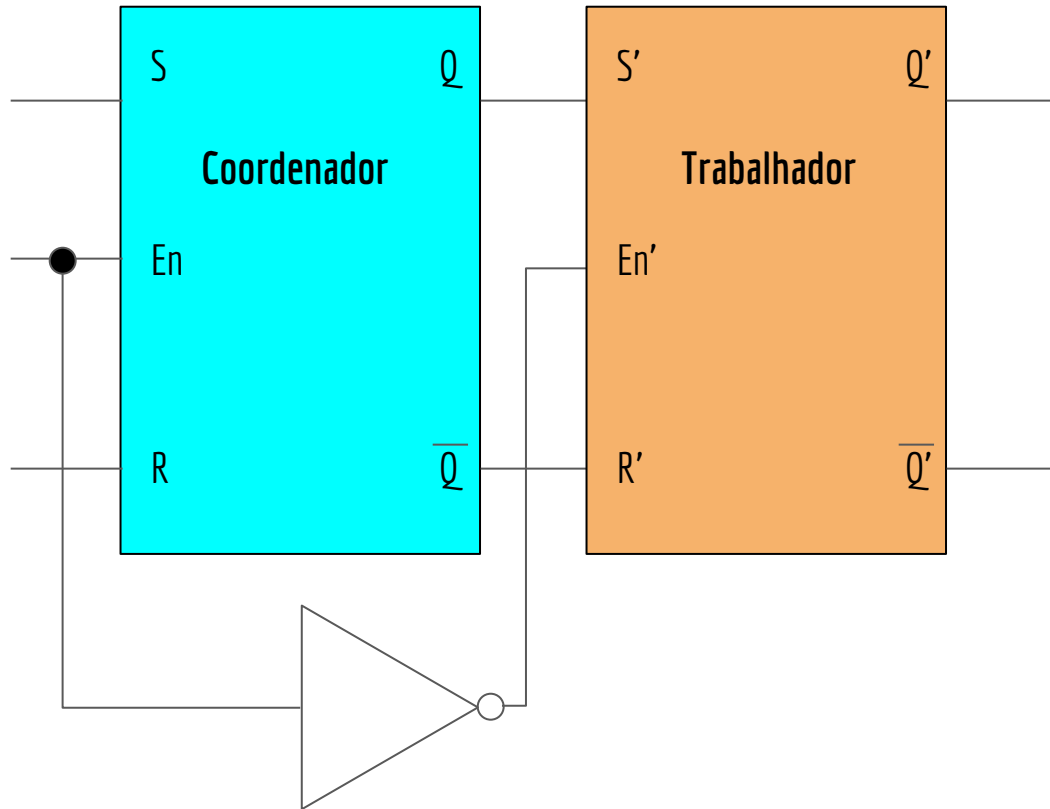 S Q S’ Q’
Coordenador Trabalhador
En En’
R Q̅ R’ Q’̅